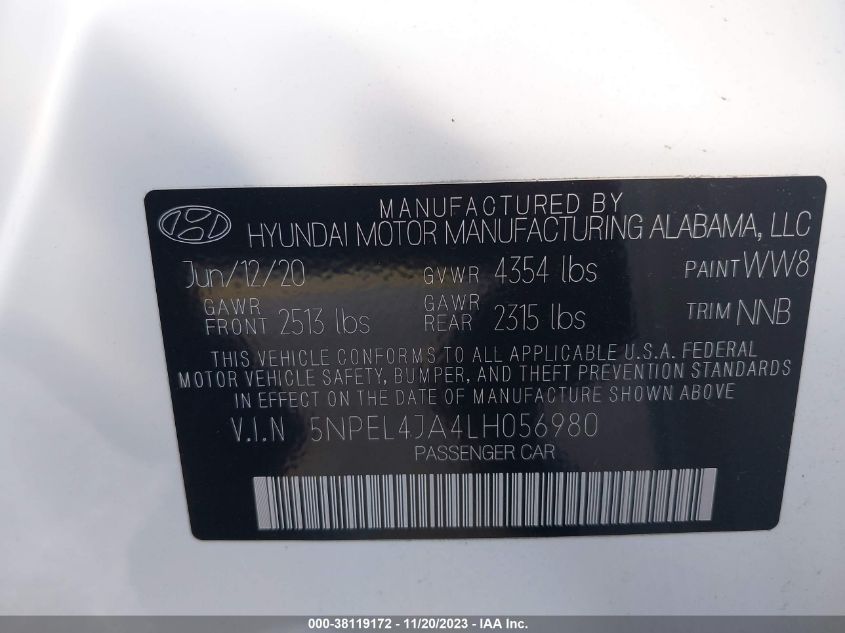 MANUFACTURED BY
HYUNDAI MOTOR MANUFACTURING ALABAMA, LLC
Jun/12/20 GVWR 4354 lbs PAINT WW8
GAWR FRONT 2513 lbs GAWR REAR 2315 lbs TRIM NNB
THIS VEHICLE CONFORMS TO ALL APPLICABLE U.S.A. FEDERAL
MOTOR VEHICLE SAFETY, BUMPER, AND THEFT PREVENTION STANDARDS
IN EFFECT ON THE DATE OF MANUFACTURE SHOWN ABOVE
V.I.N 5NPEL4JA4LH056980
PASSENGER CAR
000-38119172 - 11/20/2023 - IAA Inc.